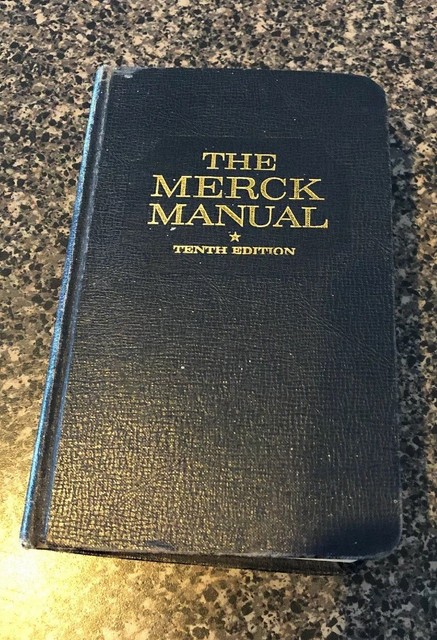 THE
MERCK
MANUAL
★
TENTH EDITION